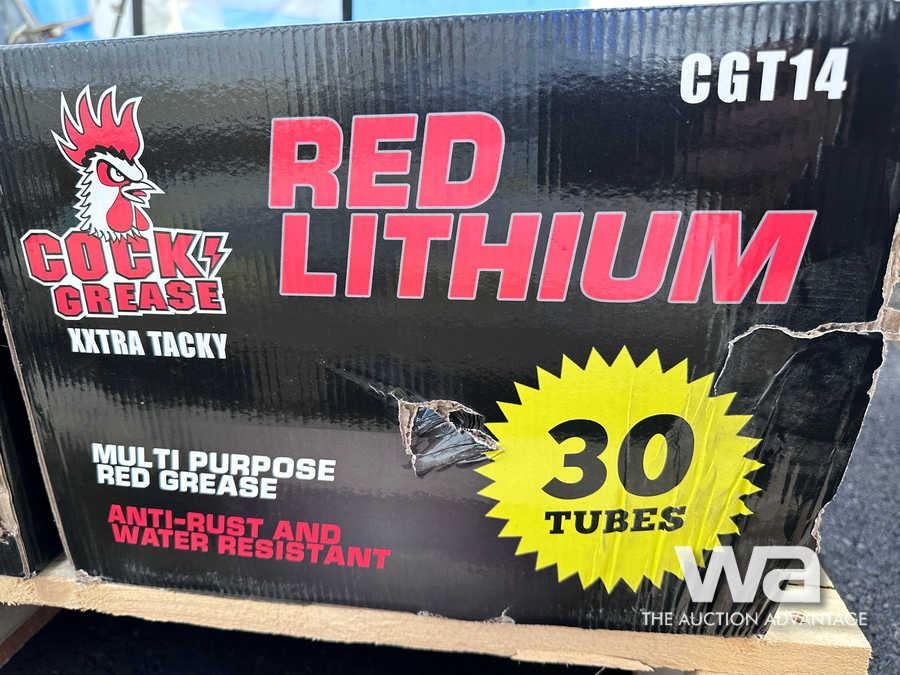 CGT14
RED
LITHIUM
COCK
GREASE
XXTRA TACKY
MULTI PURPOSE
RED GREASE
ANTI-RUST AND
WATER RESISTANT
30
TUBES
wa
THE AUCTION ADVANTAGE